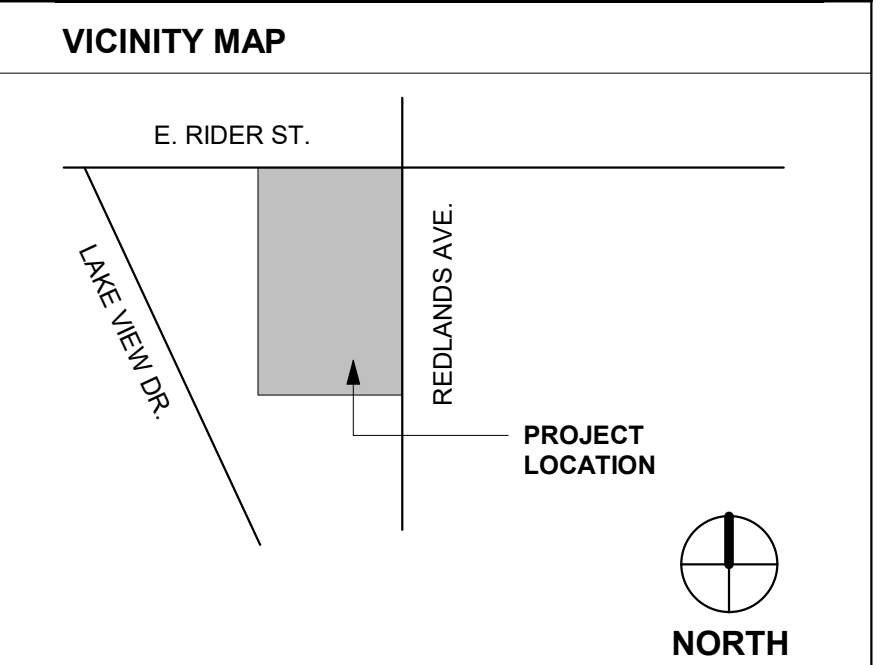 VICINITY MAP
E. RIDER ST.
LAKE VIEW DR.
REDLANDS AVE.
PROJECT
LOCATION
NORTH